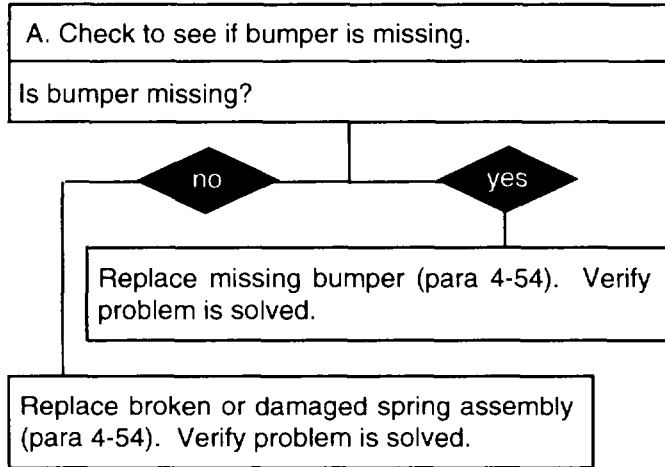 A. Check to see if bumper is missing.
Is bumper missing?
no
yes
Replace missing bumper (para 4-54). Verify
problem is solved.
Replace broken or damaged spring assembly
(para 4-54). Verify problem is solved.